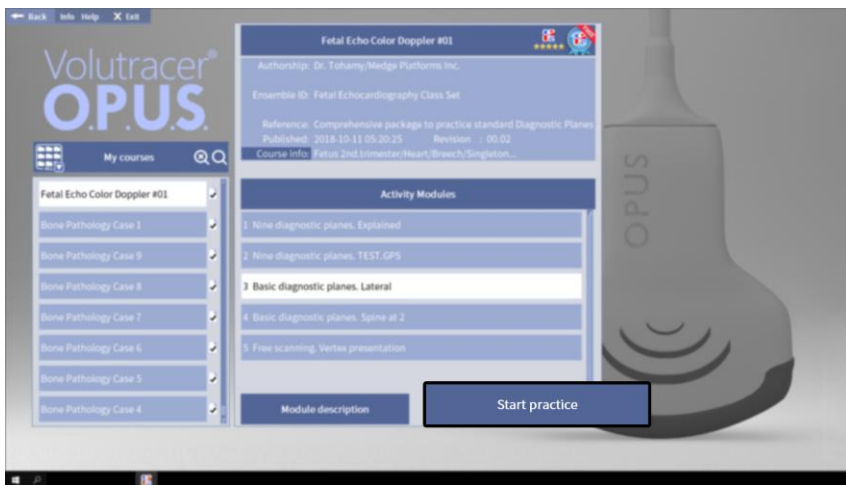 Back Info Help X Exit
Volutracer®
O.P.U.S.
My courses
Fetal Echo Color Doppler #01
Bone Pathology Case 1
Bone Pathology Case 9
Bone Pathology Case 8
Bone Pathology Case 7
Bone Pathology Case 6
Bone Pathology Case 5
Bone Pathology Case 4
Fetal Echo Color Doppler #01
Authorship: Dr. Tohamy/Medge Platforms Inc.
Ensemble ID: Fetal Echocardiography Class Set
Reference: Comprehensive package to practice standard Diagnostic Planes
Published: 2018-10-11 05:20:25 Revision : 00.02
Course info: Fetus 2nd trimester/Heart/Breech/Singleton...
Activity Modules
1 Nine diagnostic planes. Explained
2 Nine diagnostic planes. TEST.GPS
3 Basic diagnostic planes. Lateral
4 Basic diagnostic planes. Spine at 2
5 Free scanning. Vertex presentation
Module description
Start practice
OPUS